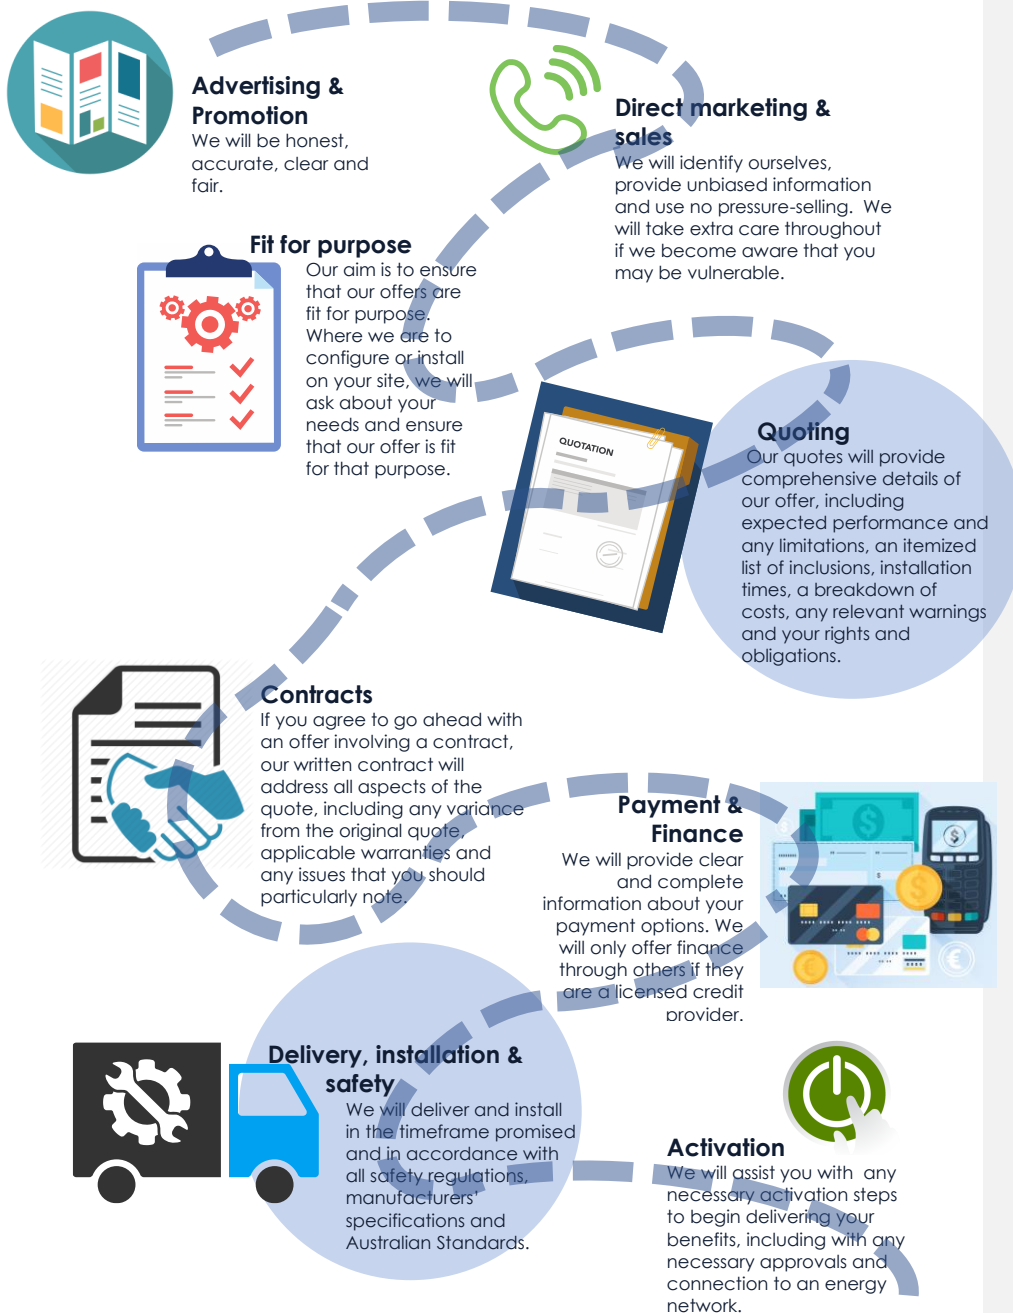 Advertising &
Promotion
We will be honest,
accurate, clear and
fair.
Direct marketing &
sales
We will identify ourselves,
provide unbiased information
and use no pressure-selling.  We
will take extra care throughout
if we become aware that you
may be vulnerable.
Fit for purpose
Our aim is to ensure
that our offers are
fit for purpose.
Where we are to
configure or install
on your site, we will
ask about your
needs and ensure
that our offer is fit
for that purpose.
QUOTATION
Quoting
Our quotes will provide
comprehensive details of
our offer, including
expected performance and
any limitations, an itemized
list of inclusions, installation
times, a breakdown of
costs, any relevant warnings
and your rights and
obligations.
Contracts
If you agree to go ahead with
an offer involving a contract,
our written contract will
address all aspects of the
quote, including any variance
from the original quote,
applicable warranties and
any issues that you should
particularly note.
Payment &
Finance
We will provide clear
and complete
information about your
payment options. We
will only offer finance
through others if they
are a licensed credit
provider.
Delivery, installation &
safety
We will deliver and install
in the timeframe promised
and in accordance with
all safety regulations,
manufacturers'
specifications and
Australian Standards.
Activation
We will assist you with  any
necessary activation steps
to begin delivering your
benefits, including with any
necessary approvals and
connection to an energy
network.